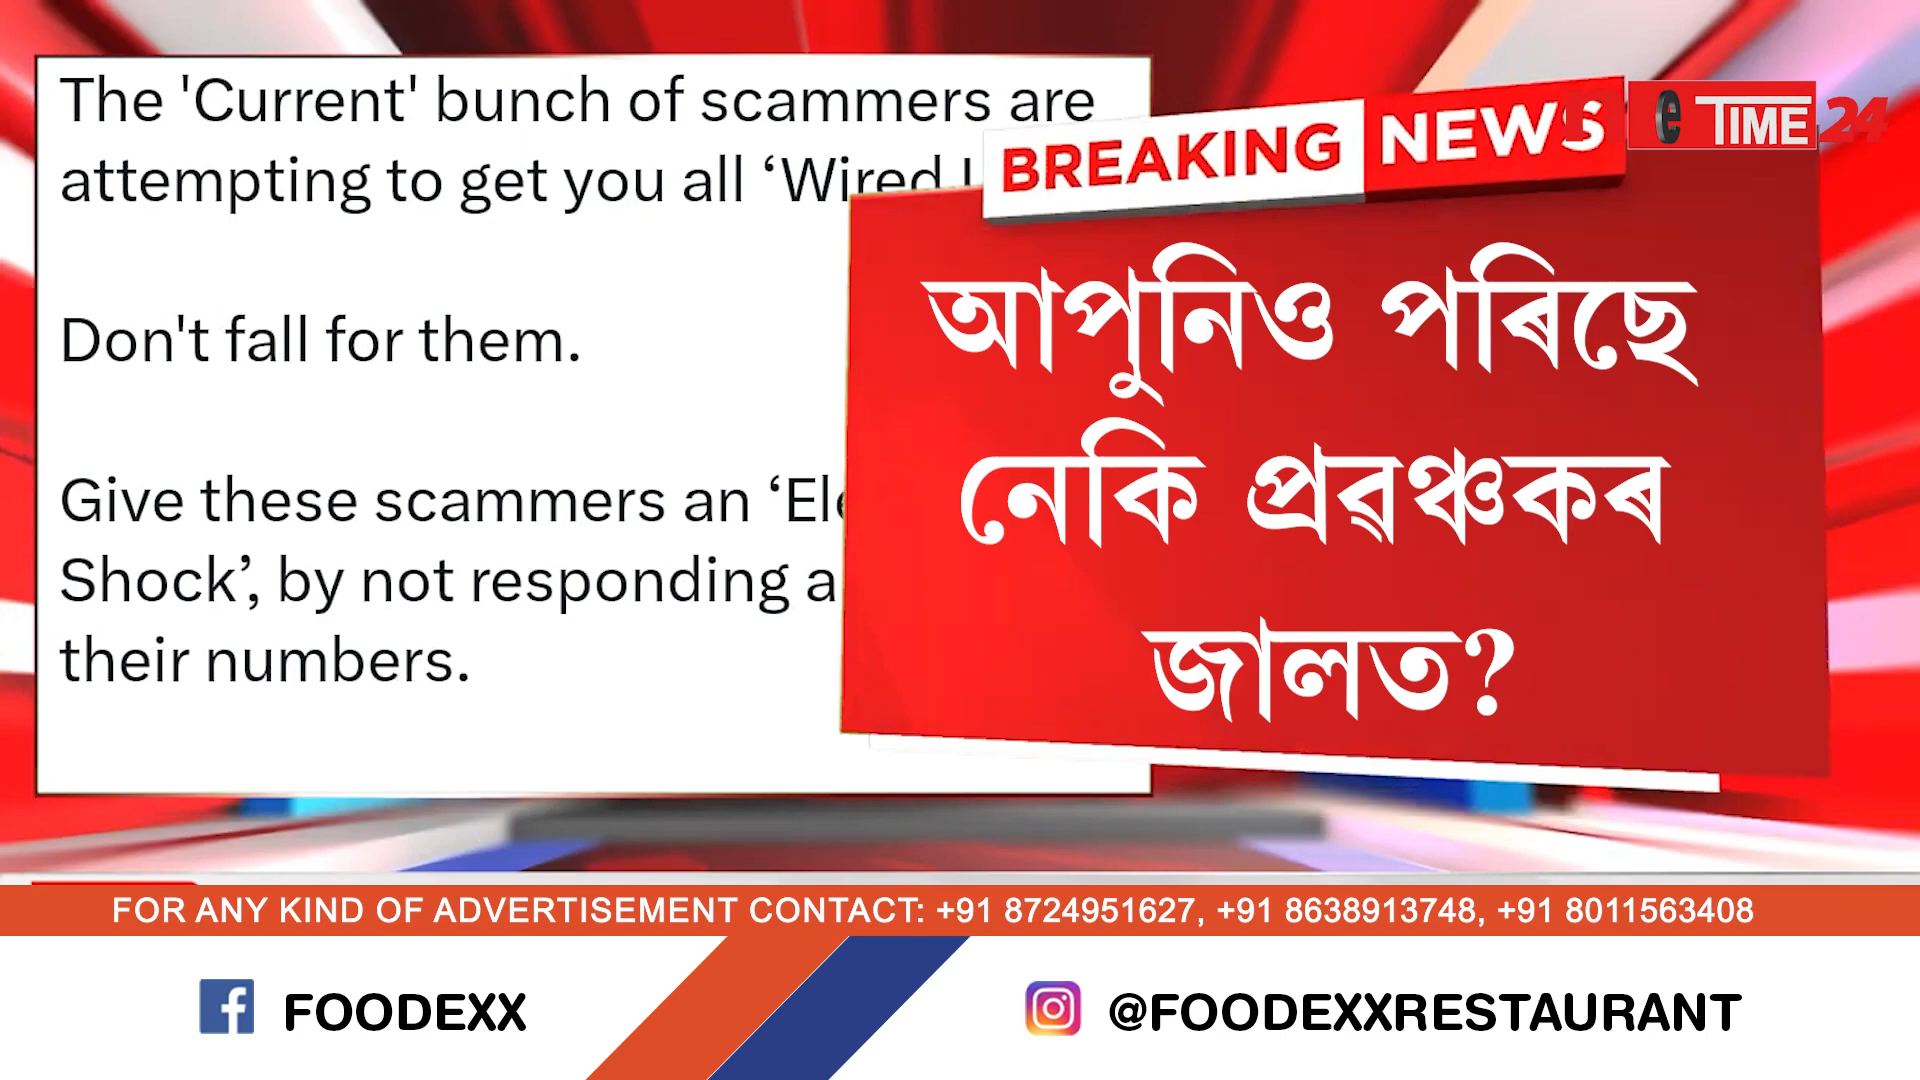 The 'Current' bunch of scammers are
attempting to get you all ‘Wired
Don't fall for them.
Give these scammers an
Shock’, by not responding
their numbers.
BREAKING NEWS
e TIME 24
আপুনিও পৰিছে
নেকি প্ৰৱঞ্চকৰ
জালত?
FOR ANY KIND OF ADVERTISEMENT CONTACT: +91 8724951627, +91 8638913748, +91 8011563408
FOODEXX
@FOODEXXRESTAURANT